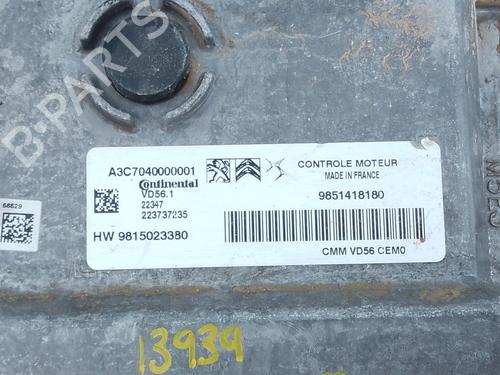 B-PARTS
A3C7040000001
Continental
VD56.1
22347
223737235
HW 9815023380
CONTROLE MOTEUR
MADE IN FRANCE
9851418180
CMM VD56 CEM0
68629
13939